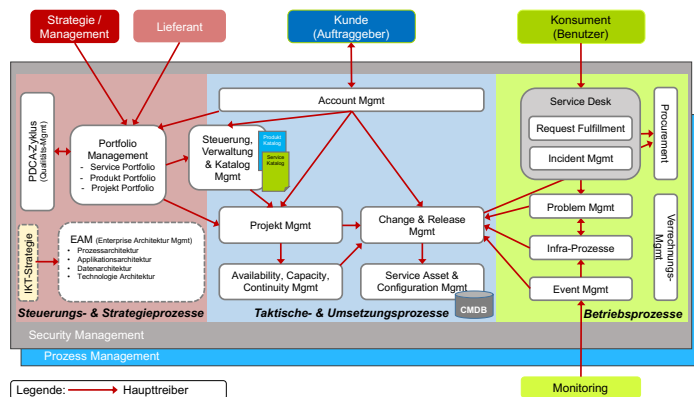 Strategie /
Management
Lieferant
Kunde
(Auftraggeber)
Konsument
(Benutzer)
Account Mgmt
Service Desk
Request Fulfillment
Incident Mgmt
Procurement
PDCA-Zyklus
(Qualitäts-Mgmt)
Portfolio
Management
- Service Portfolio
- Produkt Portfolio
- Projekt Portfolio
Steuerung,
Verwaltung
& Katalog
Mgmt
Produkt
Katalog
Service
Katalog
Projekt Mgmt
Change & Release
Mgmt
Problem Mgmt
Infra-Prozesse
Event Mgmt
Verrechnungs-
Mgmt
IKT-Strategie
EAM (Enterprise Architektur Mgmt)
• Prozessarchitektur
• Applikationsarchitektur
• Datenarchitektur
• Technologie Architektur
Availability, Capacity,
Continuity Mgmt
Service Asset &
Configuration Mgmt
CMDB
Steuerungs- & Strategieprozesse
Taktische- & Umsetzungsprozesse
Betriebsprozesse
Security Management
Prozess Management
Legende:
Haupttreiber
Monitoring